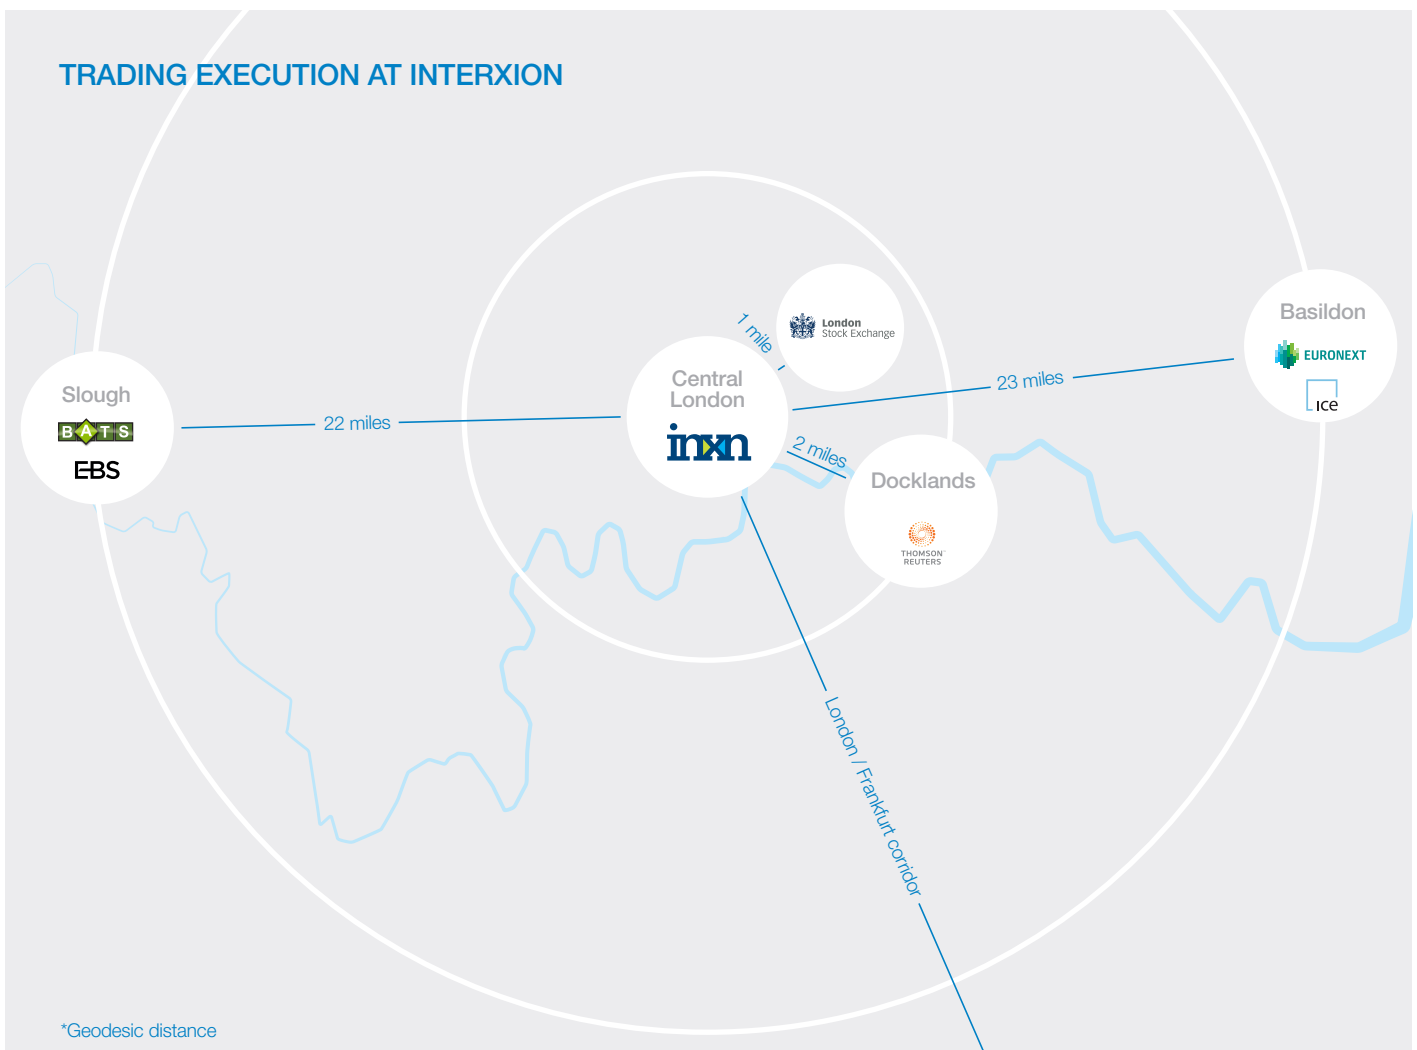 TRADING EXECUTION AT INTERXION
London
Stock Exchange
1 mile
Basildon
EURONEXT
ice
23 miles
Central
London
inxn
Slough
BATS
EBS
22 miles
2 miles
Docklands
THOMSON
REUTERS
London / Frankfurt corridor
*Geodesic distance